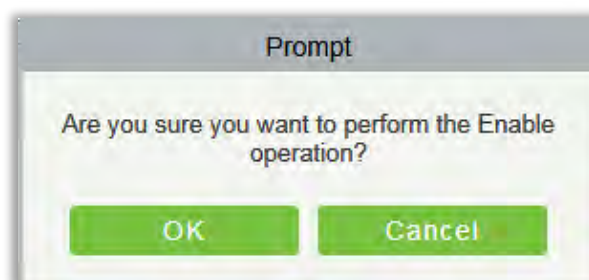 Prompt
Are you sure you want to perform the Enable
operation?
OK
Cancel